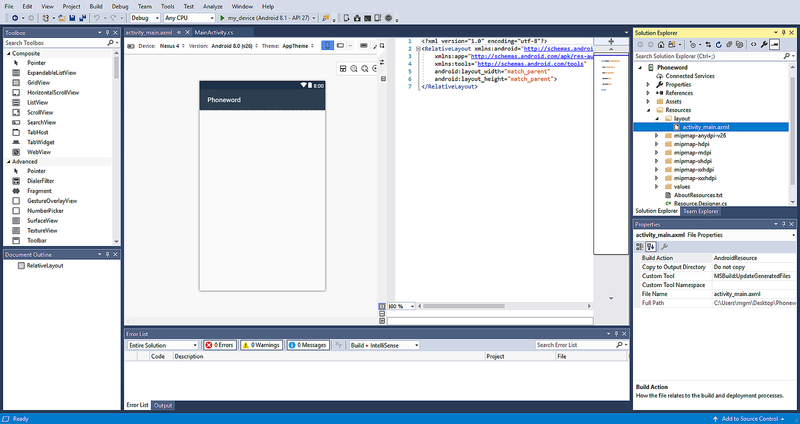 File Edit View Project Build Debug Team Tools Test Analyze Window Help
Debug Any CPU my_device (Android 8.1 - API 27)
Toolbox
Search Toolbox
Composite
Pointer
ExpandableListView
GridView
HorizontalScrollView
ListView
ScrollView
SearchView
TabHost
TabWidget
WebView
Advanced
Pointer
DialerFilter
Fragment
GestureOverlayView
NumberPicker
SurfaceView
TextureView
Toolbar
Document Outline
RelativeLayout
activity_main.axml MainActivity.cs
Device: Nexus 4 Version: Android 8.0 (v26) Theme: AppTheme
8:00
Phoneword
1 <?xml version="1.0" encoding="utf-8"?>
2 <RelativeLayout xmlns:android="http://schemas.android
3 xmlns:app="http://schemas.android.com/apk/res-au
4 xmlns:tools="http://schemas.android.com/tools"
5 android:layout_width="match_parent"
6 android:layout_height="match_parent">
7 </RelativeLayout>
100 %
Error List
Entire Solution 0 Errors 0 Warnings 0 Messages Build + IntelliSense Search Error List
Code Description Project File
Error List Output
Solution Explorer
Search Solution Explorer (Ctrl+;)
Phoneword
Connected Services
Properties
References
Assets
Resources
layout
activity_main.axml
mipmap-anydpi-v26
mipmap-hdpi
mipmap-mdpi
mipmap-xhdpi
mipmap-xxhdpi
mipmap-xxxhdpi
values
AboutResources.txt
Resource.Designer.cs
Solution Explorer Team Explorer
Properties
activity_main.axml File Properties
Build Action AndroidResource
Copy to Output Directory Do not copy
Custom Tool MSBuild:UpdateGeneratedFiles
Custom Tool Namespace
File Name activity_main.axml
Full Path C:\Users\mgm\Desktop\Phonew
Build Action
How the file relates to the build and deployment processes.
Ready Add to Source Control